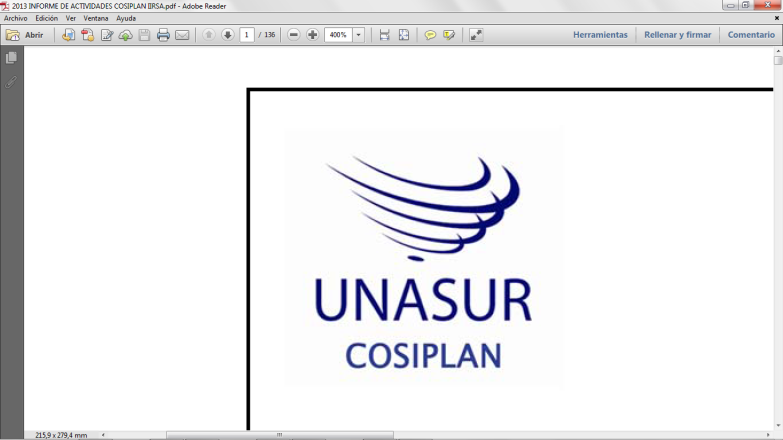 2013 INFORME DE ACTIVIDADES COSIPLAN IIRSA.pdf - Adobe Reader
Archivo Edición Ver Ventana Ayuda
Abrir 1 / 136 400% Herramientas Rellenar y firmar Comentario
UNASUR
COSIPLAN
215,9 x 279,4 mm